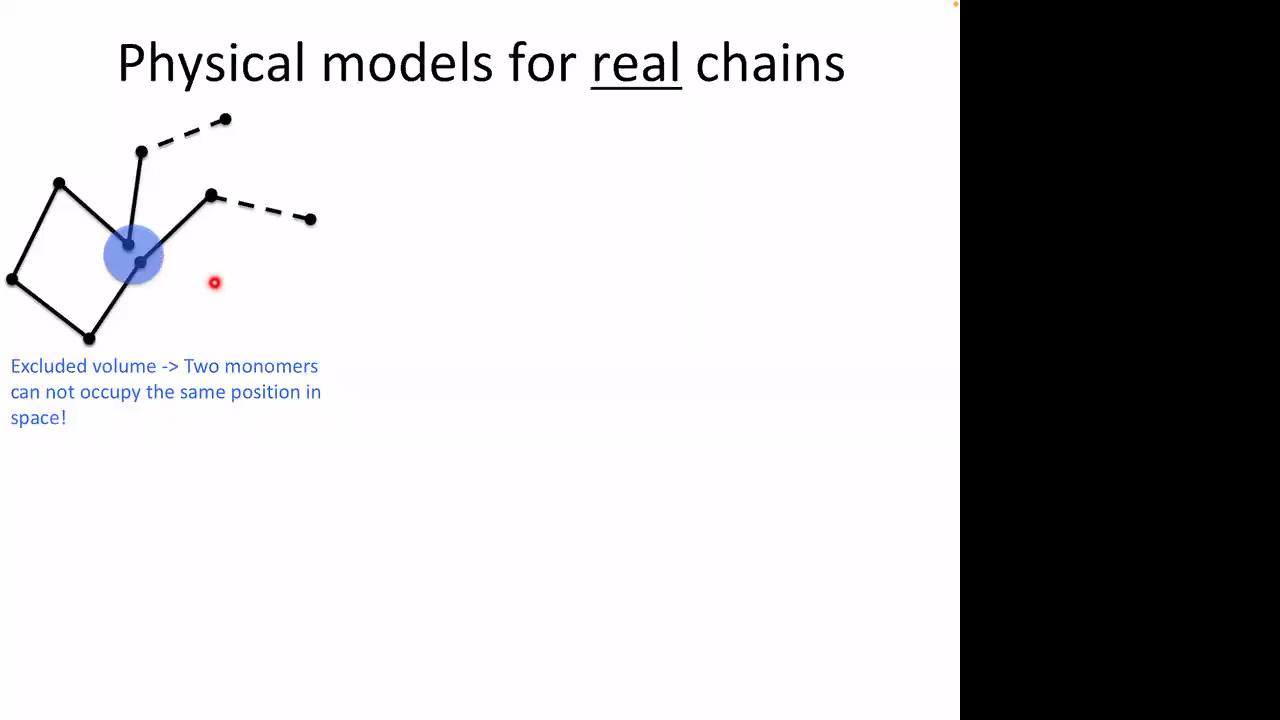 Physical models for real chains
Excluded volume -> Two monomers
can not occupy the same position in
space!